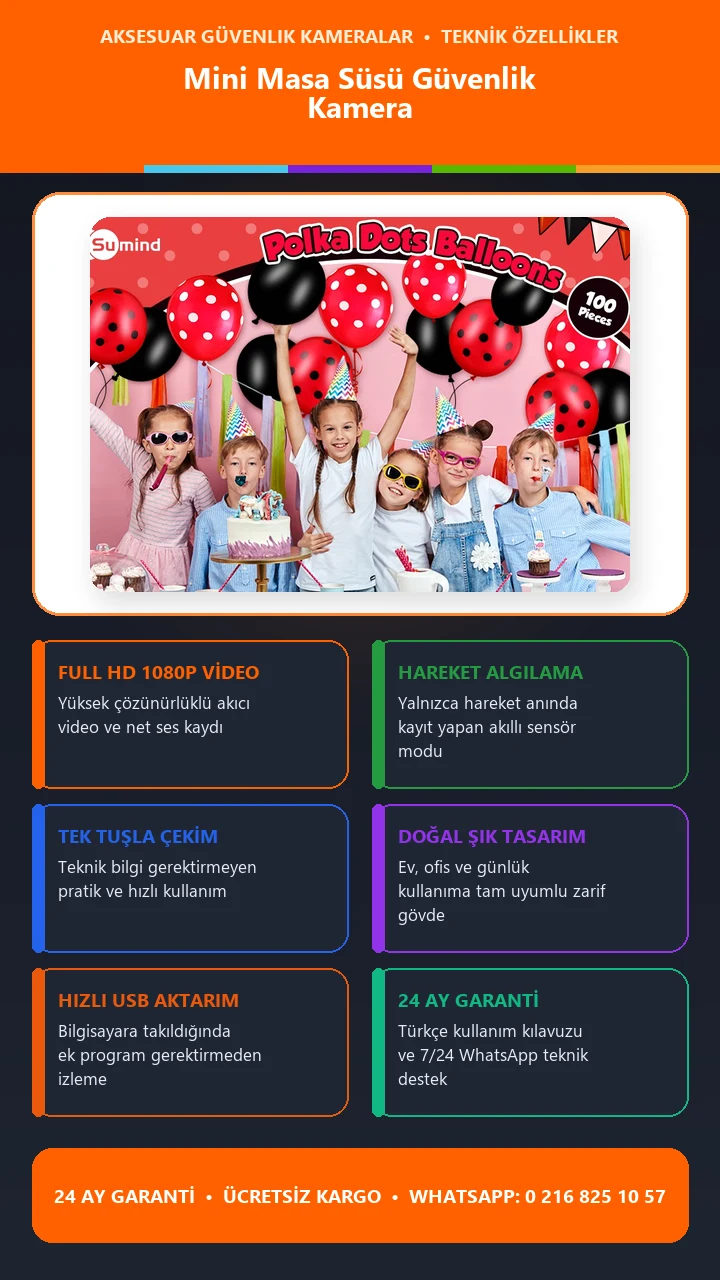 AKSESUAR GÜVENLIK KAMERALAR • TEKNİK ÖZELLİKLER
Mini Masa Süsü Güvenlik
Kamera
Sumind
Polka Dots Balloons
100
Pieces
FULL HD 1080P VİDEO
Yüksek çözünürlüklü akıcı
video ve net ses kaydı
HAREKET ALGILAMA
Yalnızca hareket anında
kayıt yapan akıllı sensör
modu
TEK TUŞLA ÇEKİM
Teknik bilgi gerektirmeyen
pratik ve hızlı kullanım
DOĞAL ŞIK TASARIM
Ev, ofis ve günlük
kullanıma tam uyumlu zarif
gövde
HIZLI USB AKTARIM
Bilgisayara takıldığında
ek program gerektirmeden
izleme
24 AY GARANTİ
Türkçe kullanım kılavuzu
ve 7/24 WhatsApp teknik
destek
24 AY GARANTİ • ÜCRETSİZ KARGO • WHATSAPP: 0 216 825 10 57